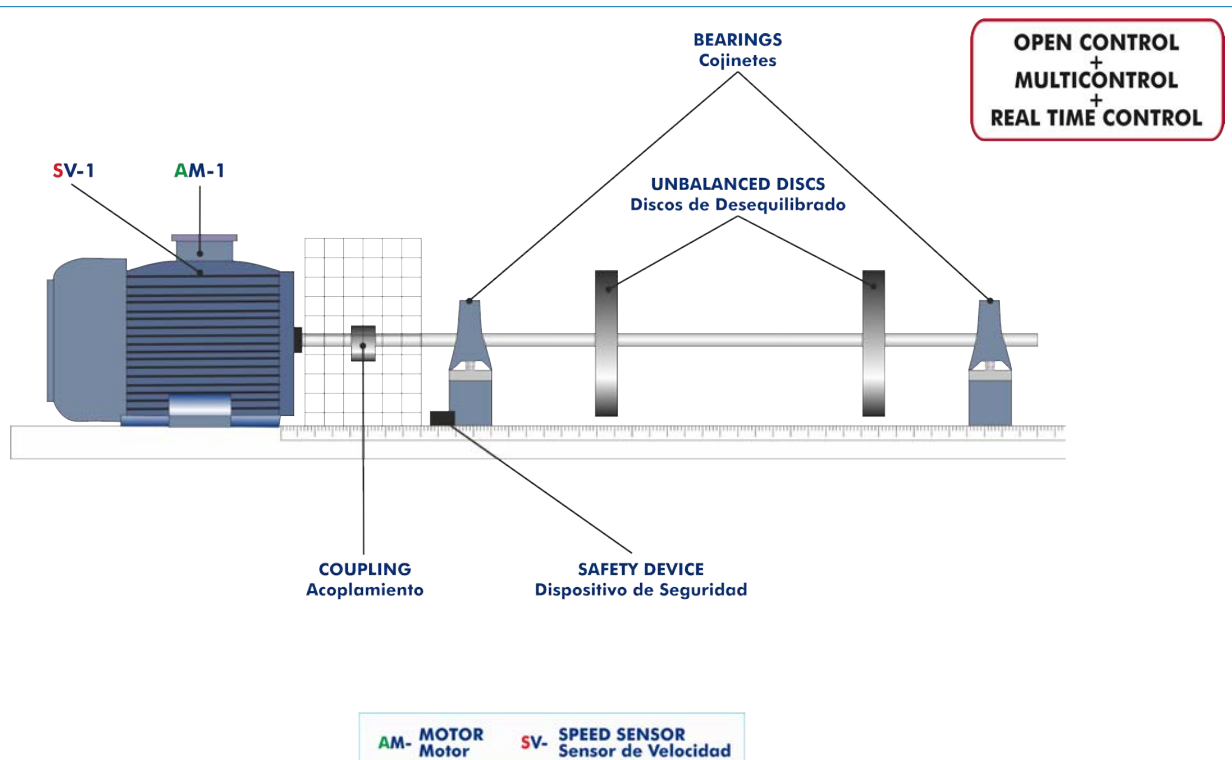 BEARINGS
Cojinetes
OPEN CONTROL
+
MULTICONTROL
+
REAL TIME CONTROL
SV-1
AM-1
UNBALANCED DISCS
Discos de Desequilibrado
COUPLING
Acoplamiento
SAFETY DEVICE
Dispositivo de Seguridad
AM- MOTOR
Motor
SV- SPEED SENSOR
Sensor de Velocidad